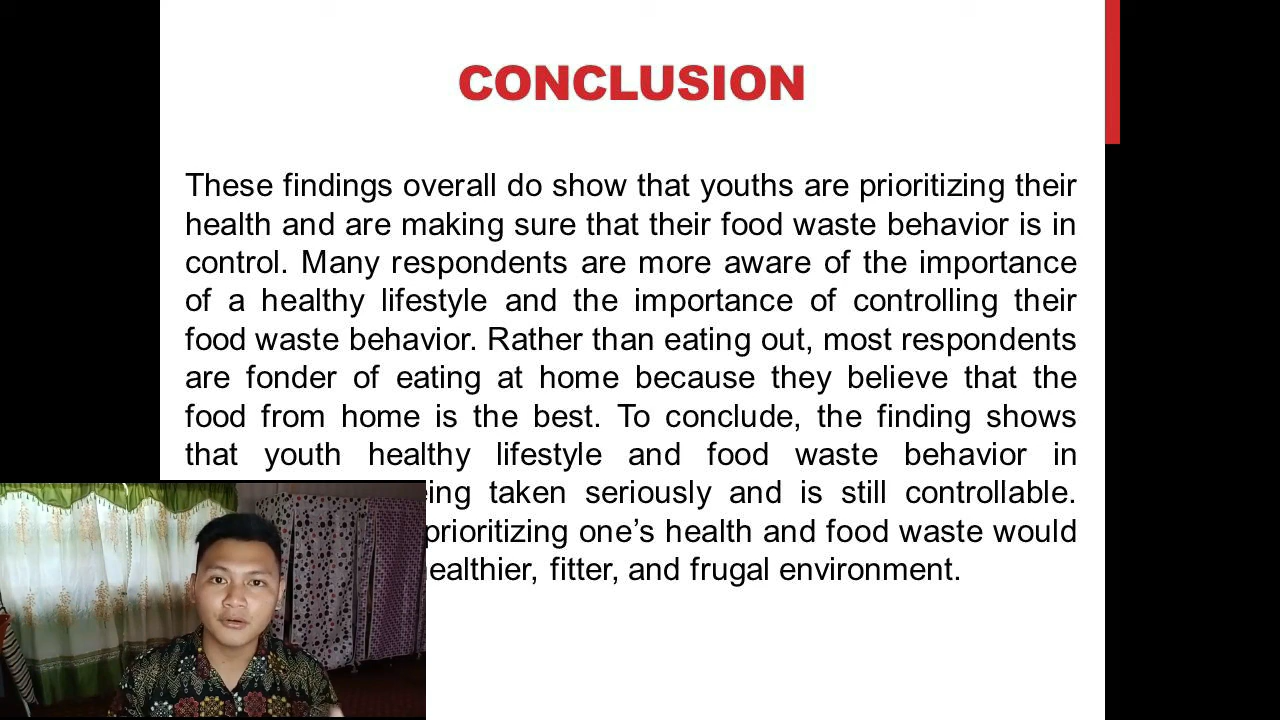 CONCLUSION
These findings overall do show that youths are prioritizing their
health and are making sure that their food waste behavior is in
control. Many respondents are more aware of the importance
of a healthy lifestyle and the importance of controlling their
food waste behavior. Rather than eating out, most respondents
are fonder of eating at home because they believe that the
food from home is the best. To conclude, the finding shows
that youth healthy lifestyle and food waste behavior in
taken seriously and is still controllable.
prioritizing one’s health and food waste would
fitter, and frugal environment.